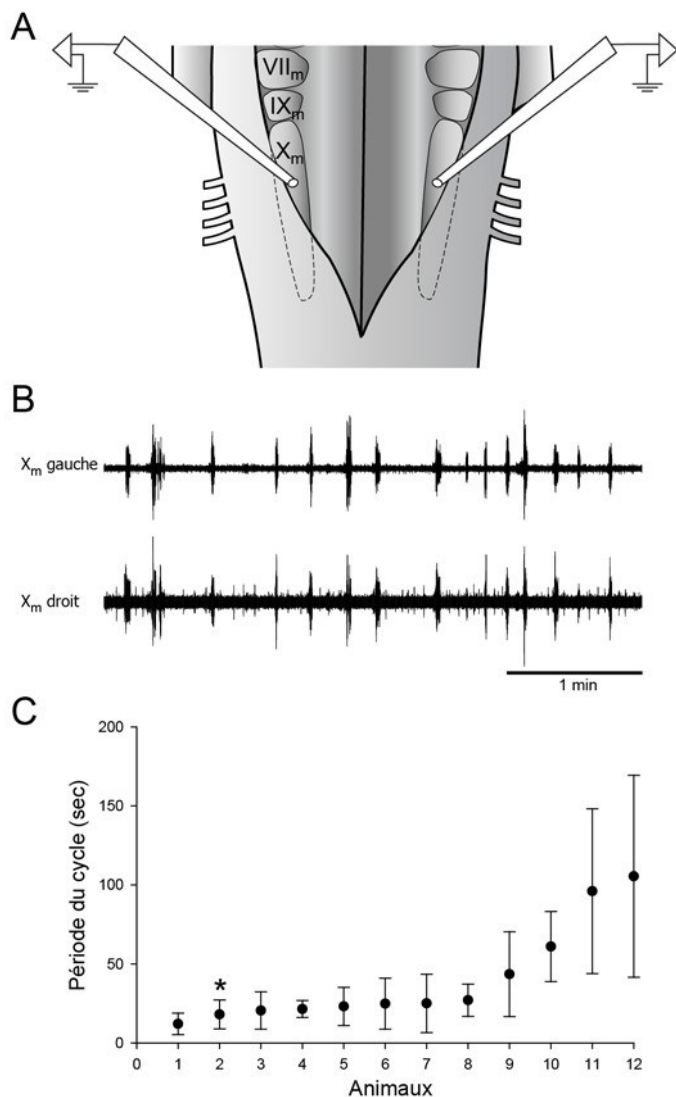 A
VIIm
IXm
Xm
B
Xm gauche
Xm droit
1 min
C
Période du cycle (sec)
200
150
100
50
0
*
0 1 2 3 4 5 6 7 8 9 10 11 12
Animaux